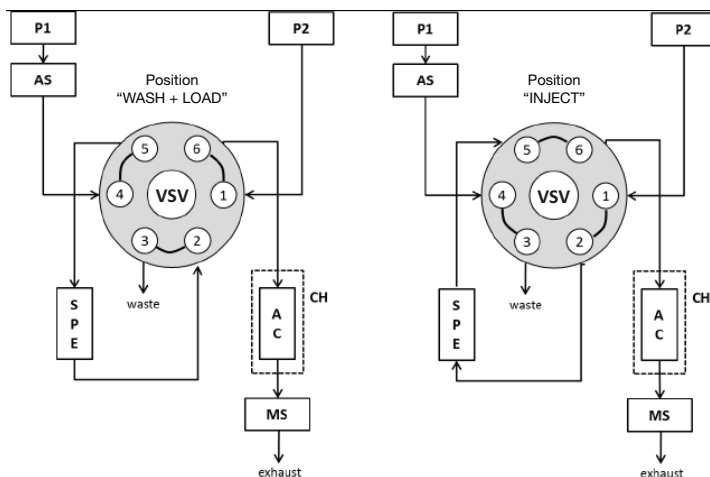 P1
P2
AS
Position
“WASH + LOAD”
5
6
4
VSV
1
3
2
waste
S
P
E
A
C
CH
MS
exhaust
P1
P2
AS
Position
“INJECT”
5
6
4
VSV
1
3
2
waste
S
P
E
A
C
CH
MS
exhaust